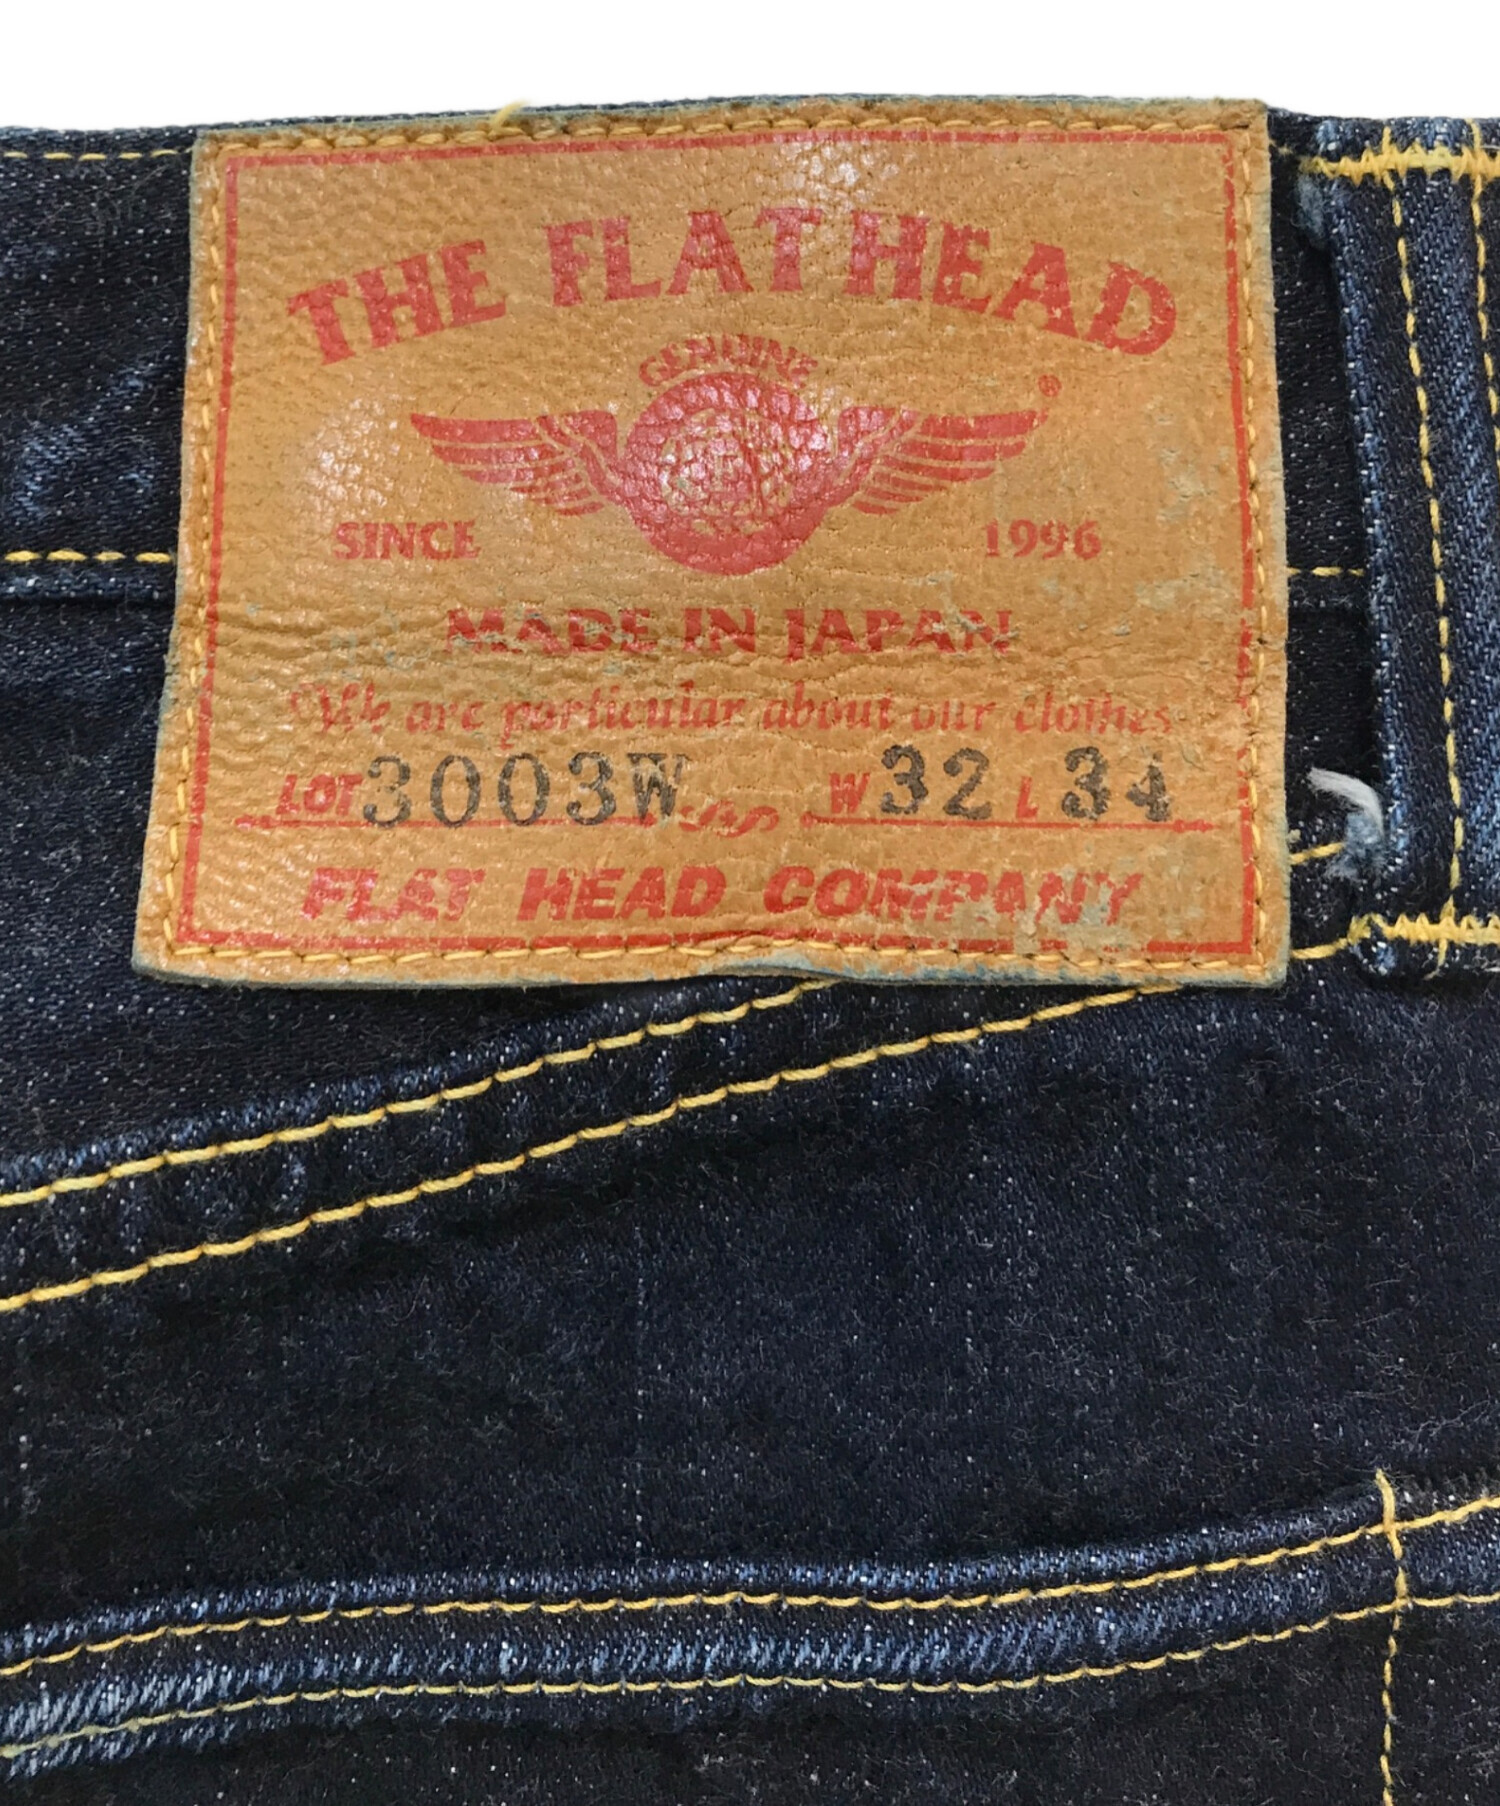 THE FLAT HEAD
GENUINE
®
SINCE 1996
MADE IN JAPAN
"We are particular about our clothes"
LOT 3003W W 32 L 34
FLAT HEAD COMPANY